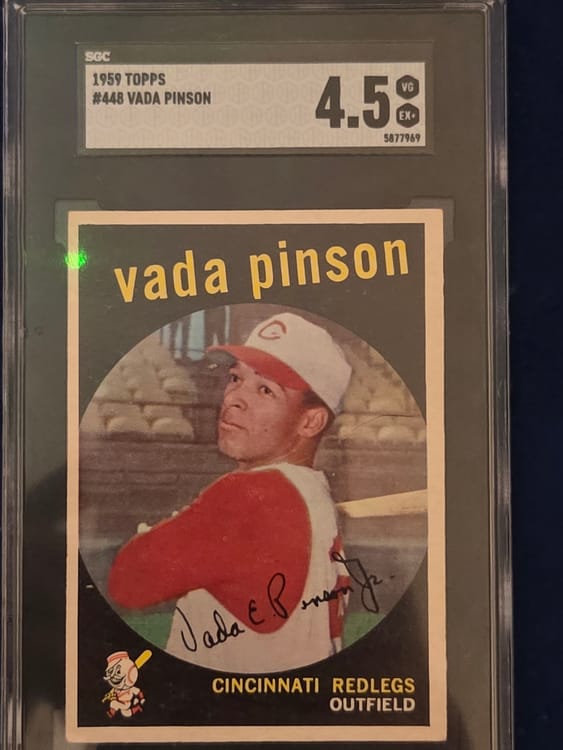 SGC
1959 TOPPS
#448 VADA PINSON
4.5
VG
EX+
5877969
vada pinson
C
Vada E. Pinson Jr.
CINCINNATI REDLEGS
OUTFIELD